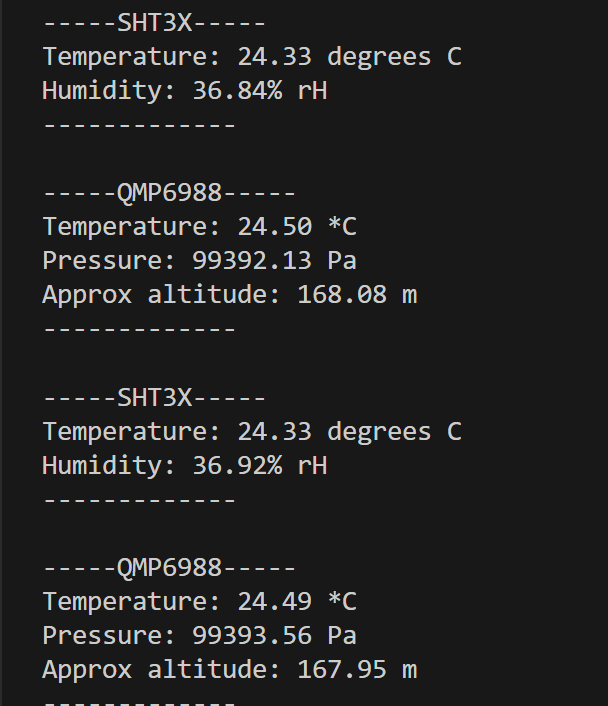 -----SHT3X-----
Temperature: 24.33 degrees C
Humidity: 36.84% rH
-------------
-----QMP6988-----
Temperature: 24.50 *C
Pressure: 99392.13 Pa
Approx altitude: 168.08 m
-------------
-----SHT3X-----
Temperature: 24.33 degrees C
Humidity: 36.92% rH
-------------
-----QMP6988-----
Temperature: 24.49 *C
Pressure: 99393.56 Pa
Approx altitude: 167.95 m
-------------